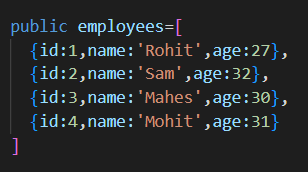 public employees=[
{id:1,name:'Rohit',age:27},
{id:2,name:'Sam',age:32},
{id:3,name:'Mahes',age:30},
{id:4,name:'Mohit',age:31}
]